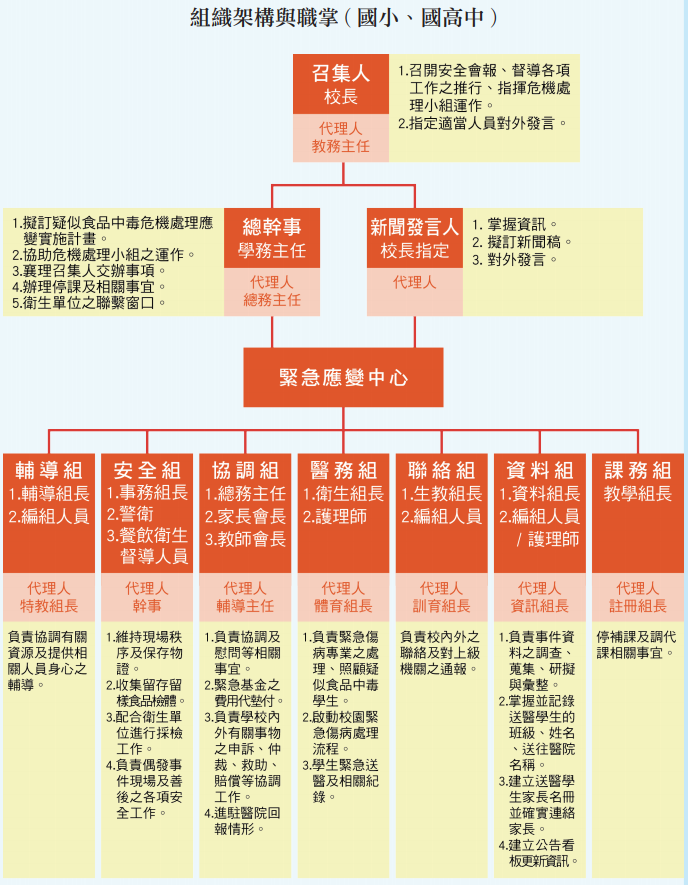 組織架構與職掌(國小、國高中)
召集人
校長
代理人
教務主任
1.召開安全會報、督導各項
工作之推行、指揮危機處
理小組運作。
2.指定適當人員對外發言。
1.擬訂疑似食品中毒危機處理應
變實施計畫。
2.協助危機處理小組之運作。
3.襄理召集人交辦事項。
4.辦理停課及相關事宜。
5.衛生單位之聯繫窗口。
總幹事
學務主任
代理人
總務主任
新聞發言人
校長指定
代理人
1. 掌握資訊。
2. 擬訂新聞稿。
3. 對外發言。
緊急應變中心
輔導組
1.輔導組長
2.編組人員
代理人
特教組長
負責協調有關
資源及提供相
關人員身心之
輔導。
安全組
1.事務組長
2.警衛
3.餐飲衛生
督導人員
代理人
幹事
1.維持現場秩
序及保存物
證。
2.收集留存留
樣食品檢體。
3.配合衛生單
位進行採檢
工作。
4.負責偶發事
件現場及善
後之各項安
全工作。
協調組
1.總務主任
2.家長會長
3.教師會長
代理人
輔導主任
1.負責協調及
慰問等相關
事宜。
2.緊急基金之
費用代墊付。
3.負責學校內
外有關事物
之申訴、仲
裁、救助、
賠償等協調
工作。
4.進駐醫院回
報情形。
醫務組
1.衛生組長
2.護理師
代理人
體育組長
1.負責緊急傷
病專業之處
理、照顧疑
似食品中毒
學生。
2.啟動校園緊
急傷病處理
流程。
3.學生緊急送
醫及相關紀
錄。
聯絡組
1.生教組長
2.編組人員
代理人
訓育組長
負責校內外之
聯絡及對上級
機關之通報。
資料組
1.資料組長
2.編組人員
/ 護理師
代理人
資訊組長
1.負責事件資
料之調查、
蒐集、研擬
與彙整。
2.掌握並記錄
送醫學生的
班級、姓名
、送往醫院
名稱。
3.建立送醫學
生家長名冊
並確實連絡
家長。
4.建立公告看
板更新資訊。
課務組
教學組長
代理人
註冊組長
停補課及調代
課相關事宜。